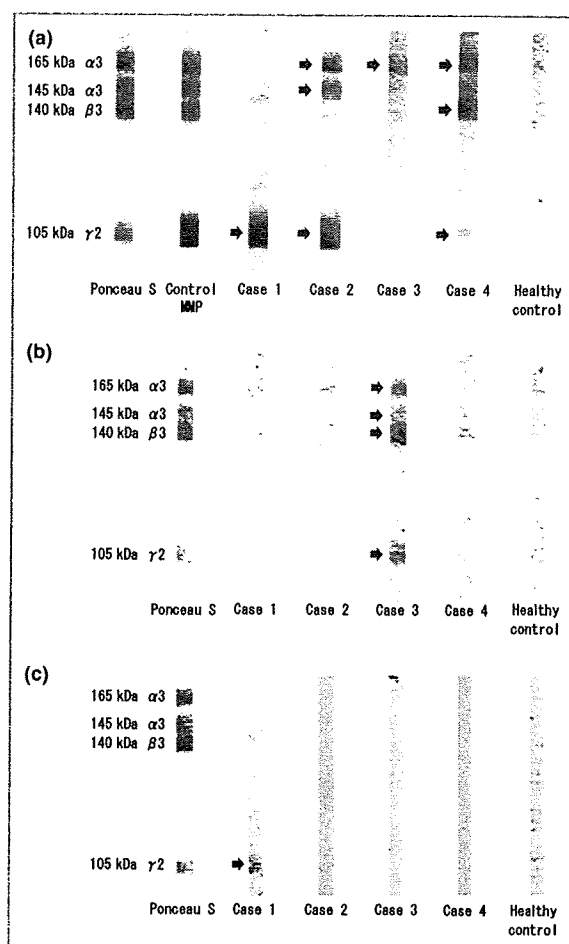 (a)
165 kDa α3
145 kDa α3
140 kDa β3
105 kDa γ2
Ponceau S Control MMP Case 1 Case 2 Case 3 Case 4 Healthy control
(b)
165 kDa α3
145 kDa α3
140 kDa β3
105 kDa γ2
Ponceau S Case 1 Case 2 Case 3 Case 4 Healthy control
(c)
165 kDa α3
145 kDa α3
140 kDa β3
105 kDa γ2
Ponceau S Case 1 Case 2 Case 3 Case 4 Healthy control